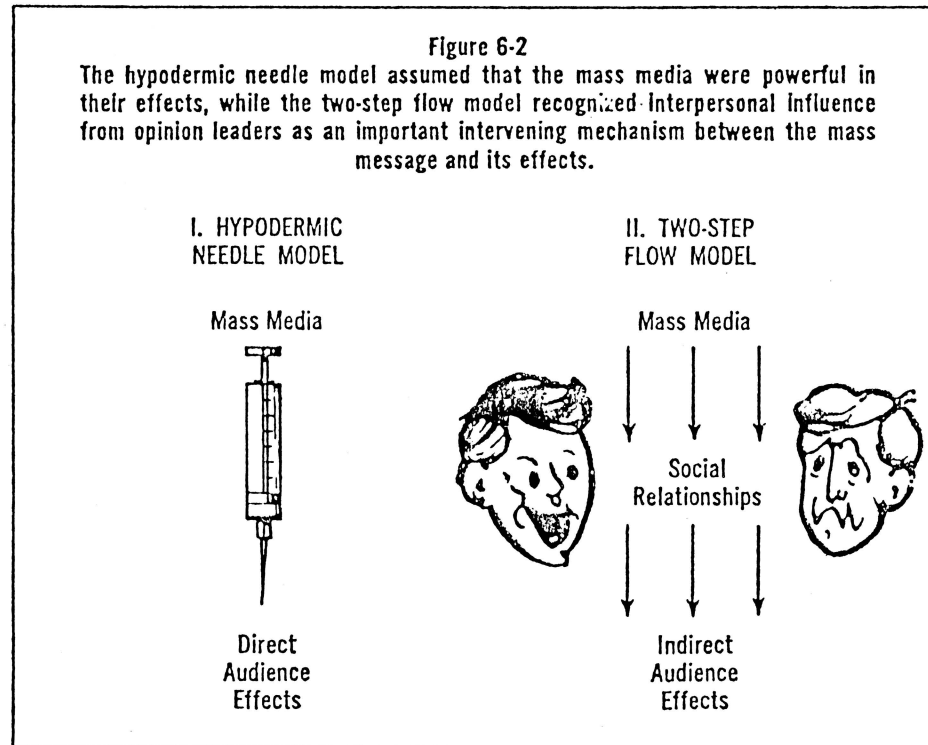 Figure 6-2
The hypodermic needle model assumed that the mass media were powerful in
their effects, while the two-step flow model recognized interpersonal influence
from opinion leaders as an important intervening mechanism between the mass
message and its effects.
I. HYPODERMIC
NEEDLE MODEL
Mass Media
Direct
Audience
Effects
II. TWO-STEP
FLOW MODEL
Mass Media
Social
Relationships
Indirect
Audience
Effects